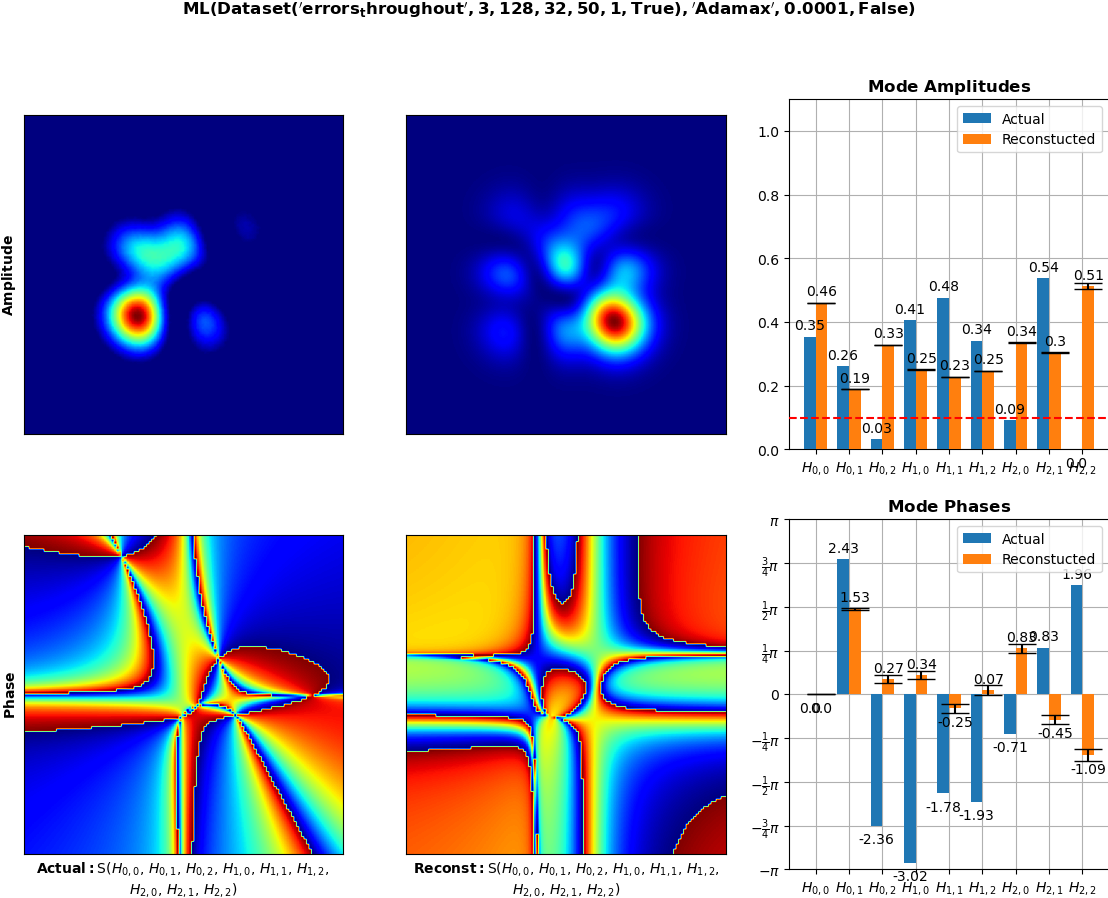 ML(Dataset('errors_throughout', 3, 128, 32, 50, 1, True),'Adamax', 0.0001, False)
Amplitude
Mode Amplitudes
Actual
Reconstucted
1.0
0.8
0.6
0.4
0.2
0.0
0.35
0.46
0.26
0.19
0.03
0.33
0.41
0.25
0.48
0.23
0.34
0.25
0.09
0.34
0.54
0.3
0.0
0.51
H0,0 H0,1 H0,2 H1,0 H1,1 H1,2 H2,0 H2,1 H2,2
Phase
Actual:S(H0,0, H0,1, H0,2, H1,0, H1,1, H1,2,
H2,0, H2,1, H2,2)
Reconst:S(H0,0, H0,1, H0,2, H1,0, H1,1, H1,2,
H2,0, H2,1, H2,2)
Mode Phases
Actual
Reconstucted
π
3/4π
1/2π
1/4π
0
−1/4π
−1/2π
−3/4π
−π
0.0
0.0
2.43
1.53
-2.36
0.27
-3.02
0.34
-1.78
-0.25
-1.93
0.07
-0.71
0.83
0.83
-0.45
1.96
-1.09
H0,0 H0,1 H0,2 H1,0 H1,1 H1,2 H2,0 H2,1 H2,2